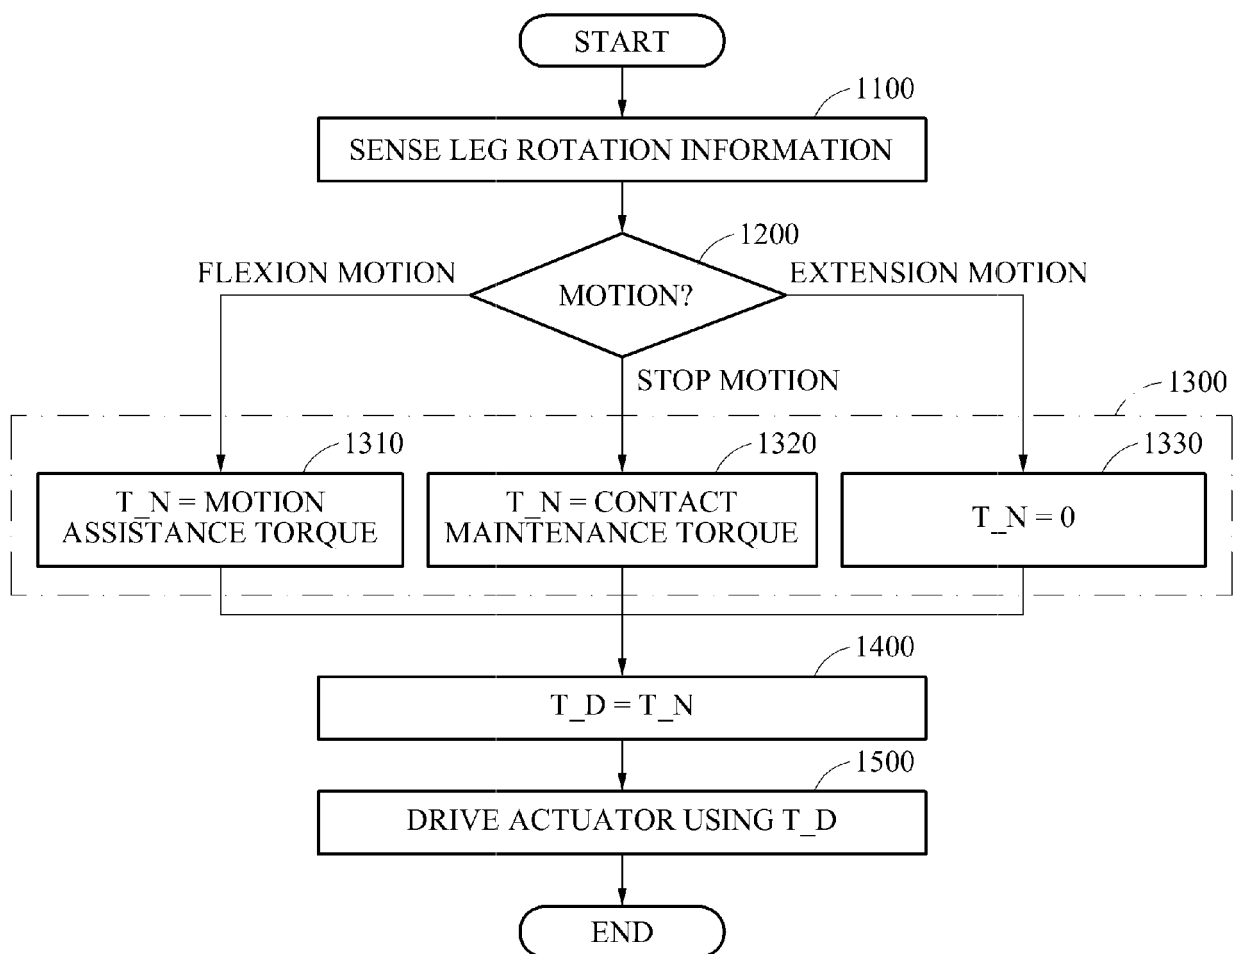 START
1100
SENSE LEG ROTATION INFORMATION
1200
FLEXION MOTION
MOTION?
EXTENSION MOTION
STOP MOTION
1300
1310
1320
1330
T_N = MOTION
ASSISTANCE TORQUE
T_N = CONTACT
MAINTENANCE TORQUE
T_N = 0
1400
T_D = T_N
1500
DRIVE ACTUATOR USING T_D
END